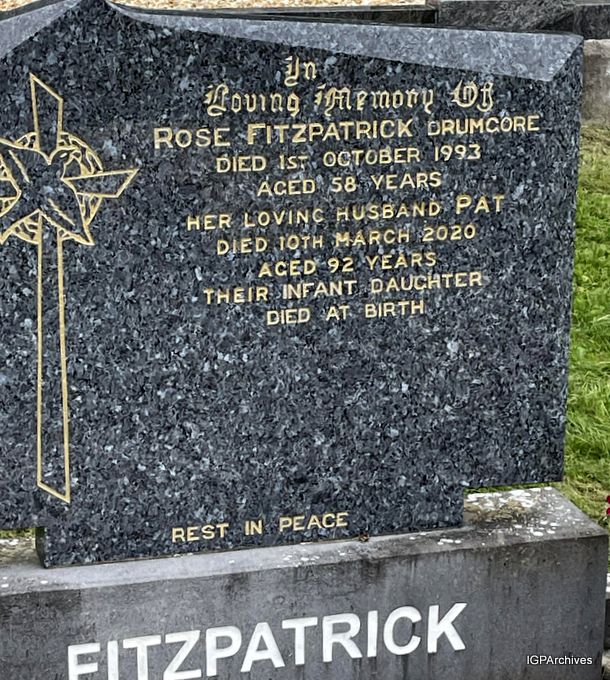 In
Loving Memory Of
ROSE FITZPATRICK DRUMGORE
DIED 1ST OCTOBER 1993
AGED 58 YEARS
HER LOVING HUSBAND PAT
DIED 10TH MARCH 2020
AGED 92 YEARS
THEIR INFANT DAUGHTER
DIED AT BIRTH
REST IN PEACE
FITZPATRICK
IGPArchives